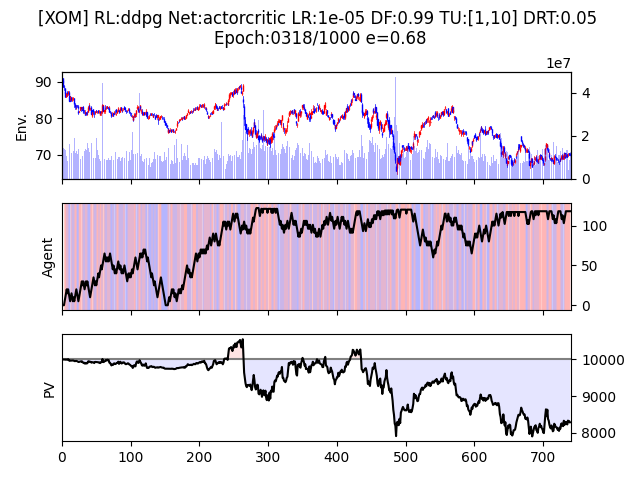 [XOM] RL:ddpg Net:actorcritic LR:1e-05 DF:0.99 TU:[1,10] DRT:0.05
Epoch:0318/1000 e=0.68
1e7
90
80
70
Env.
4
2
0
Agent
100
50
0
PV
10000
9000
8000
0 100 200 300 400 500 600 700